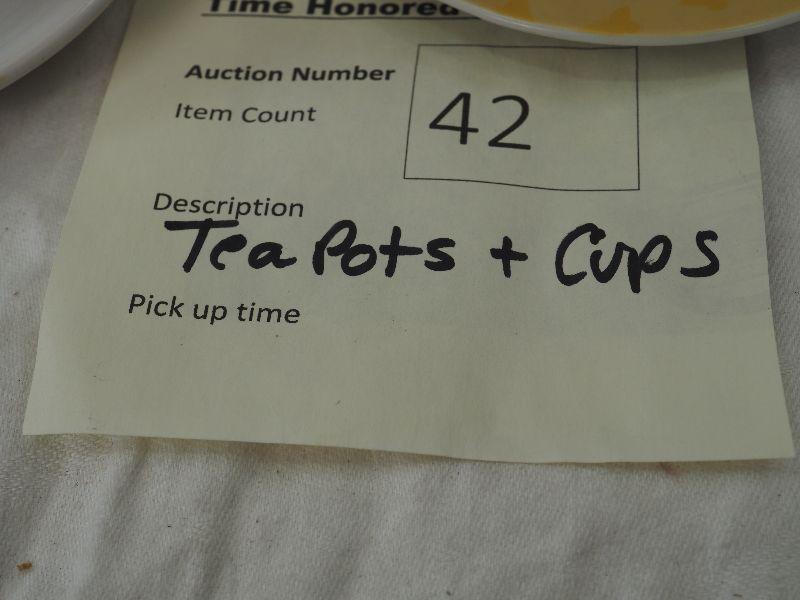 Time Honored
Auction Number
42
Item Count
Description
Tea Pots + Cups
Pick up time